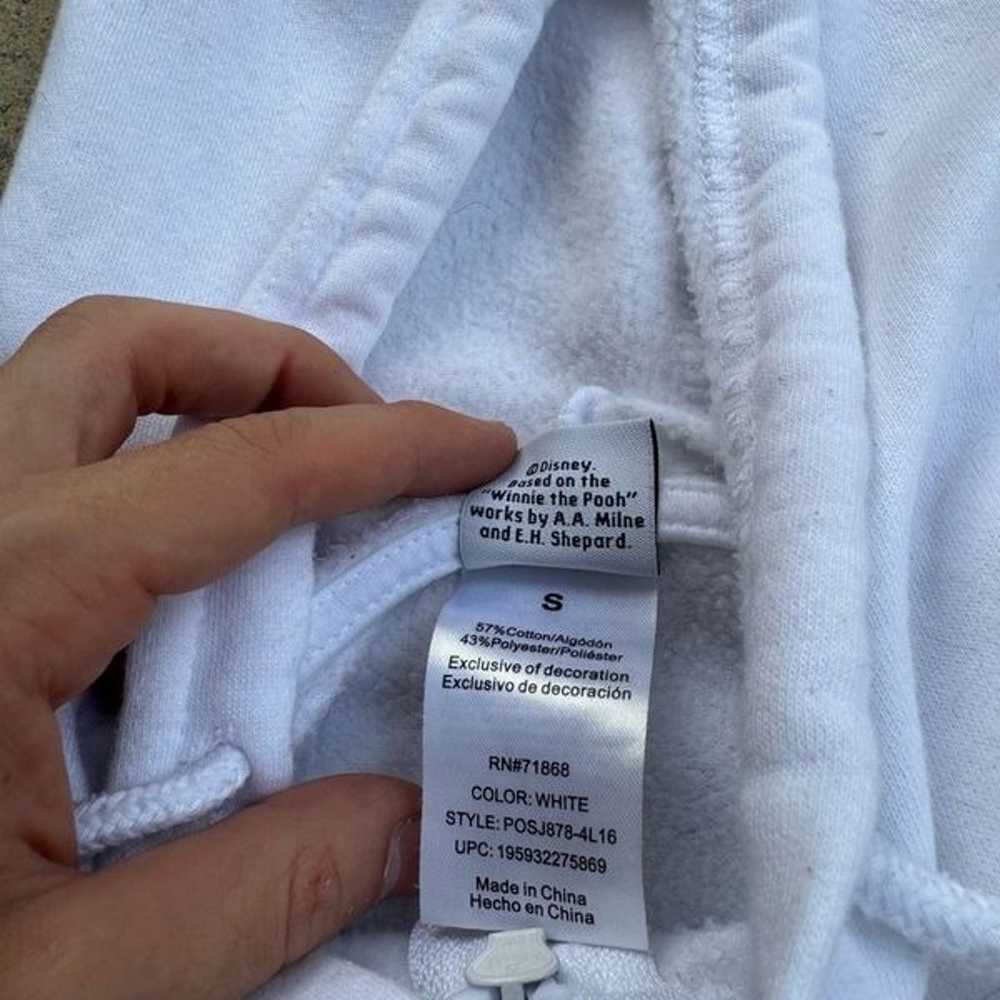 ©Disney.
Based on the
"Winnie the Pooh"
works by A.A. Milne
and E.H. Shepard.
S
57%Cotton/Algodón
43%Polyester/Poliéster
Exclusive of decoration
Exclusivo de decoración
RN#71868
COLOR: WHITE
STYLE: POSJ878-4L16
UPC: 195932275869
Made in China
Hecho en China